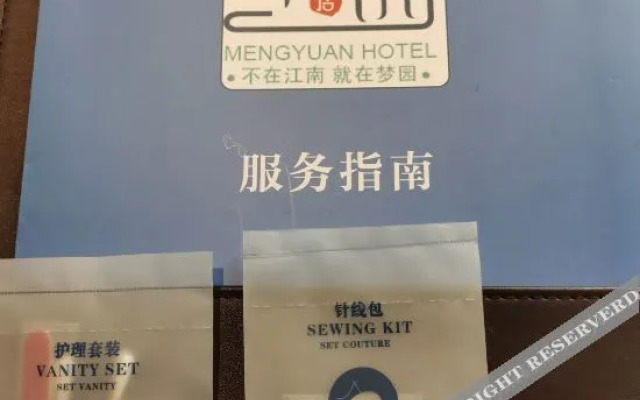 MENGYUAN HOTEL
·不在江南 就在梦园·
服务指南
护理套装
VANITY SET
SET VANITY
针线包
SEWING KIT
SET COUTURE
RIGHT RESERVERD